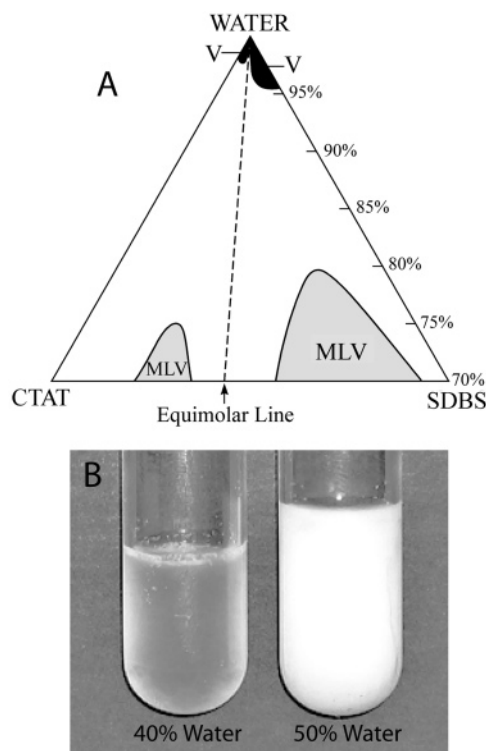 WATER
V
V
A
95%
90%
85%
80%
75%
MLV
MLV
70%
CTAT
SDBS
Equimolar Line
B
40% Water
50% Water